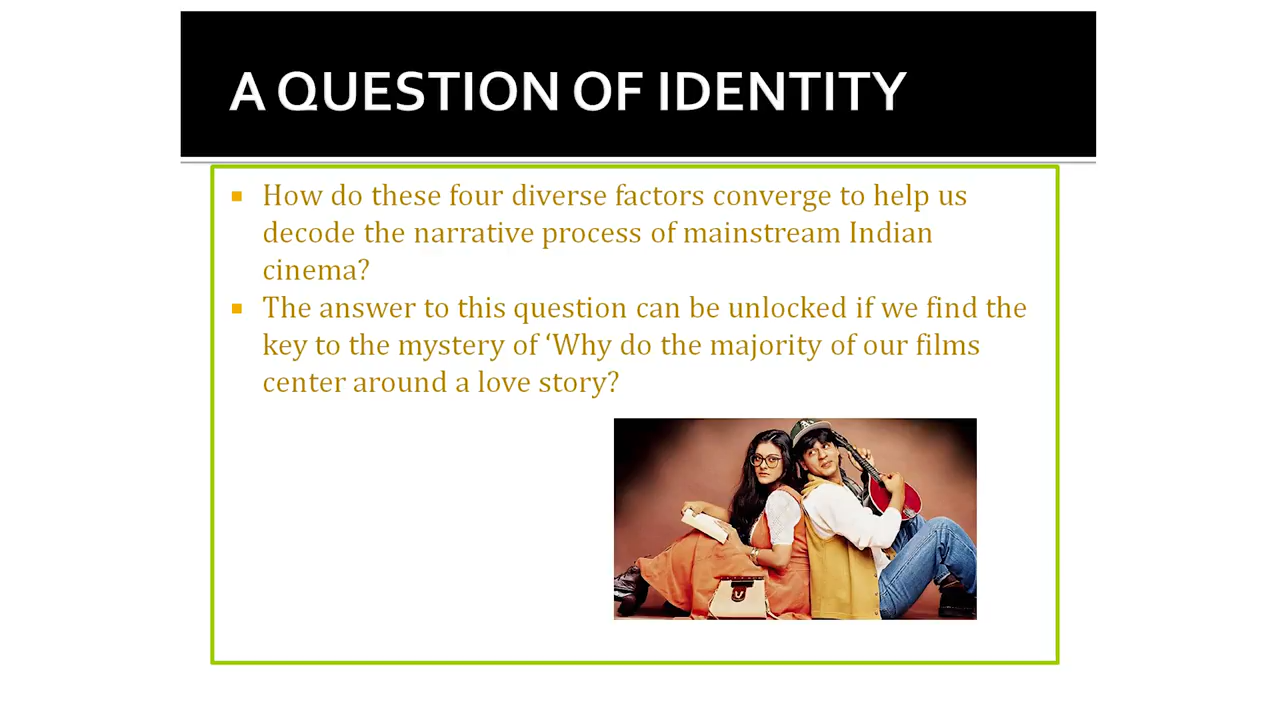 A QUESTION OF IDENTITY
How do these four diverse factors converge to help us
decode the narrative process of mainstream Indian
cinema?
The answer to this question can be unlocked if we find the
key to the mystery of ‘Why do the majority of our films
center around a love story?